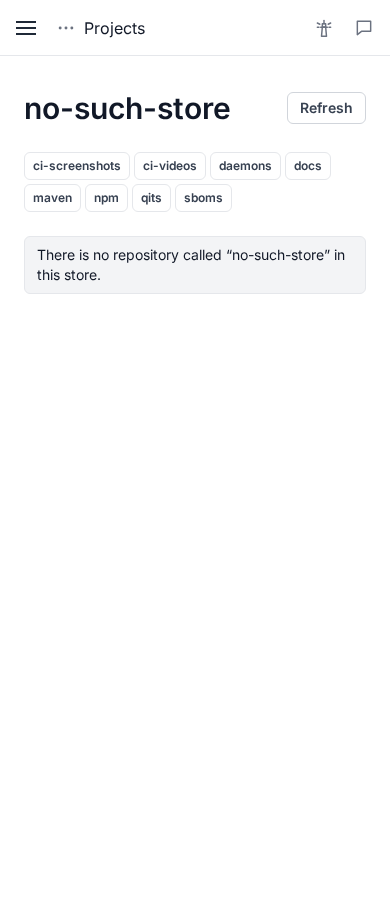 Projects
no-such-store
Refresh
ci-screenshots ci-videos daemons docs
maven npm qits sboms
There is no repository called “no-such-store” in
this store.